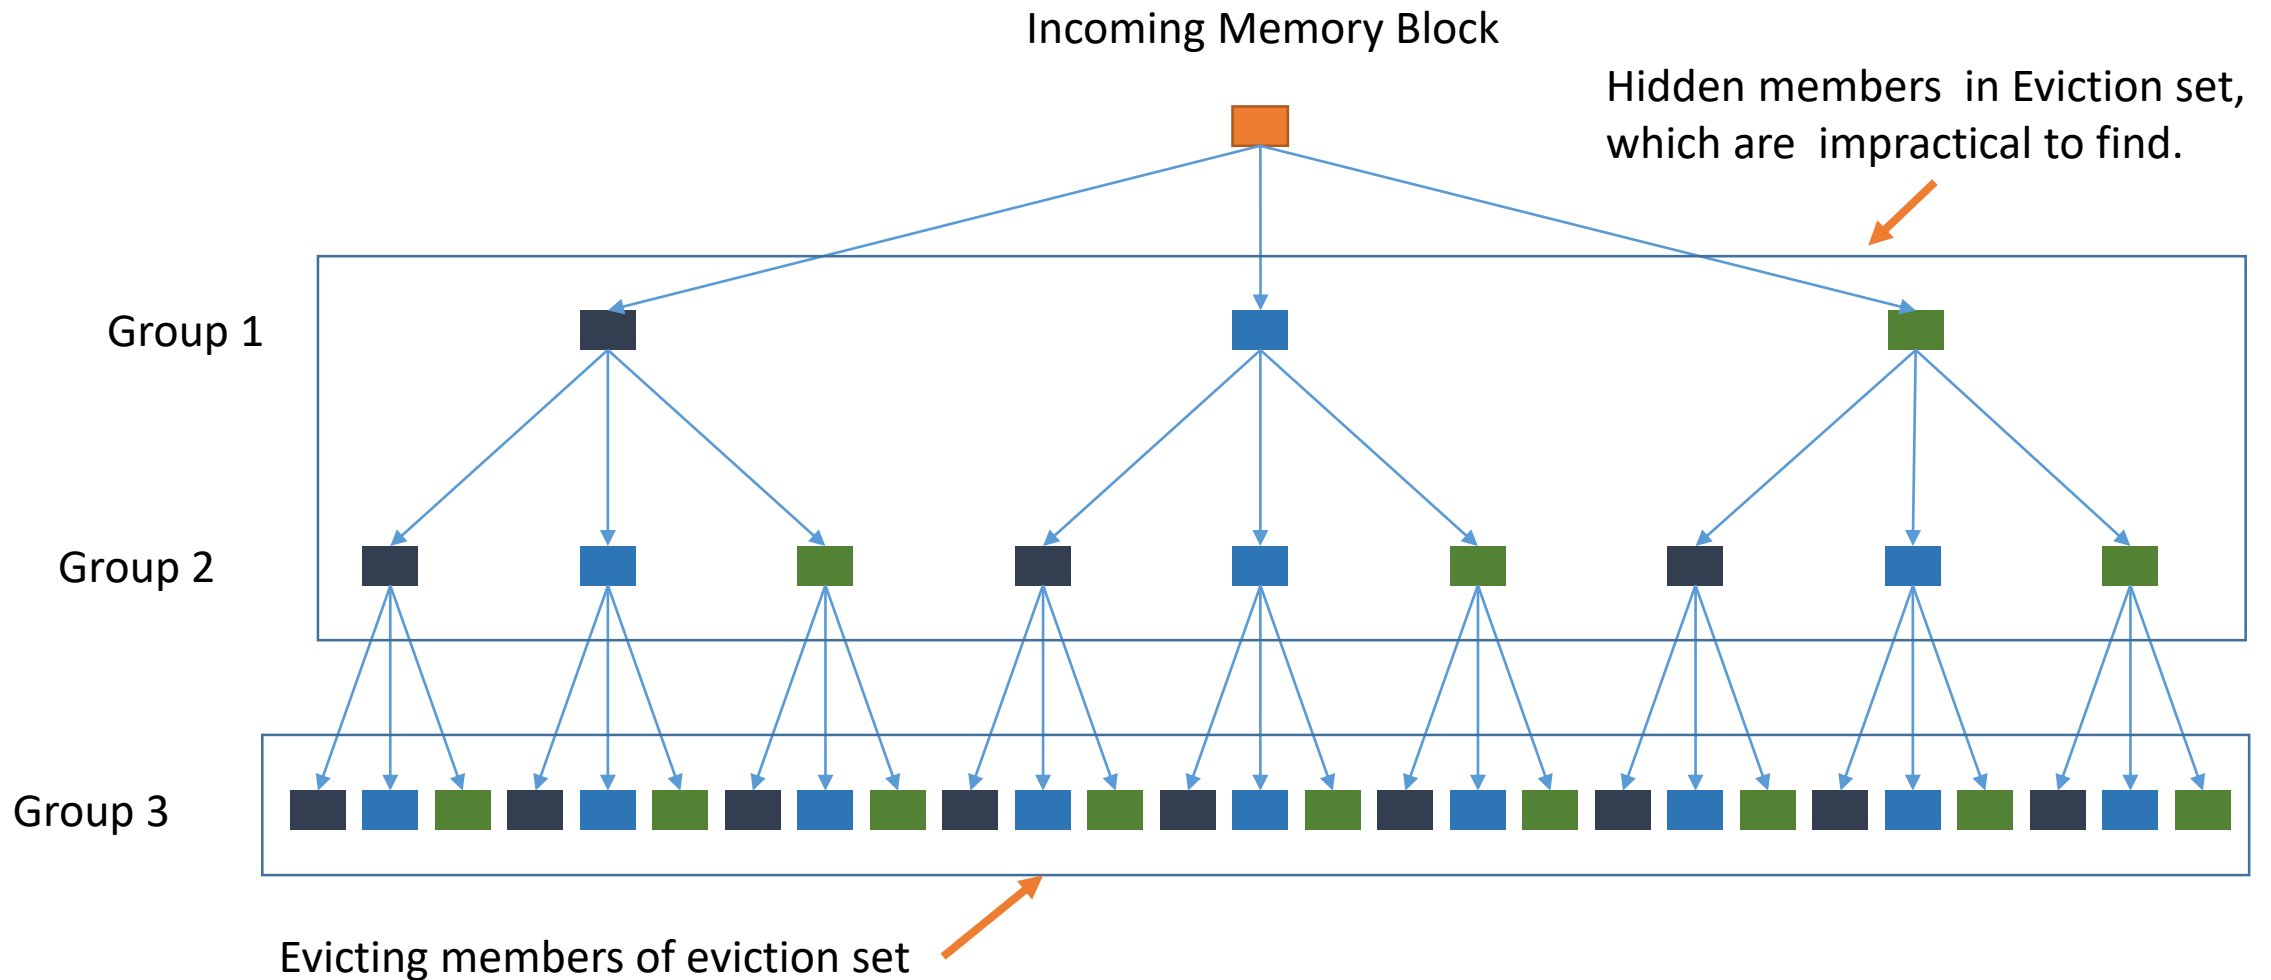 Incoming Memory Block
Hidden members in Eviction set,
which are impractical to find.
Group 1
Group 2
Group 3
Evicting members of eviction set